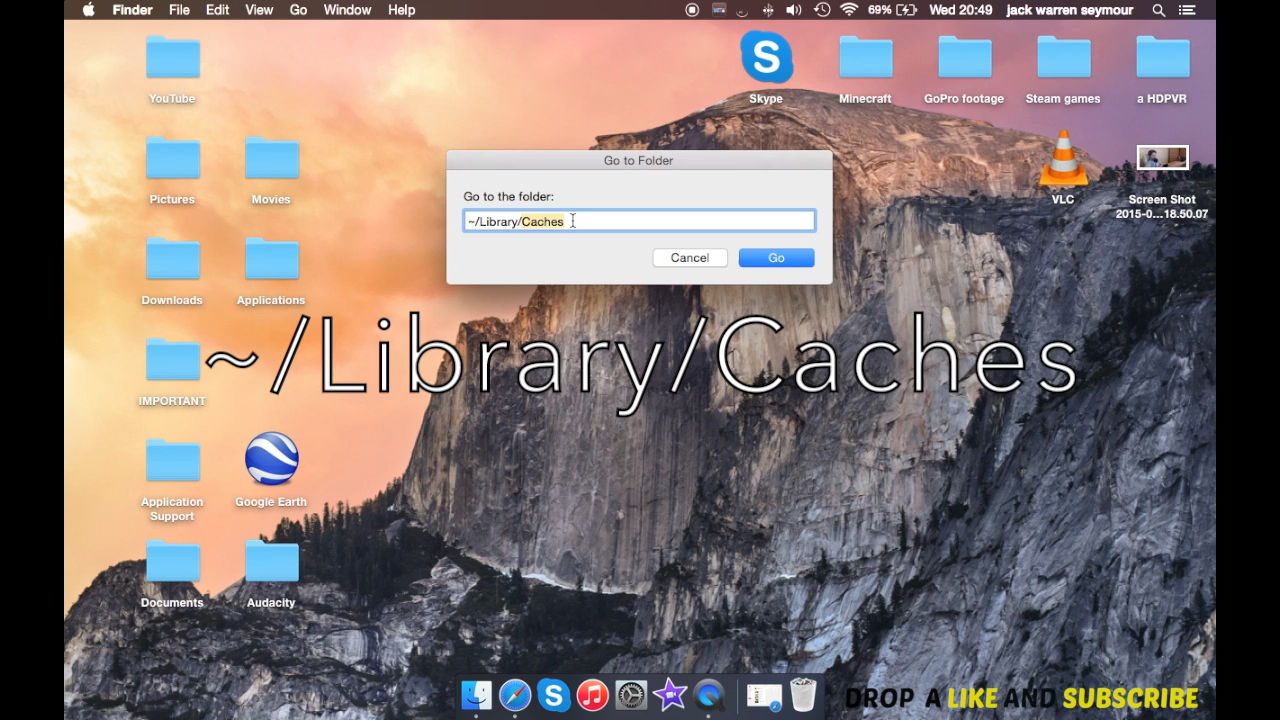 Finder File Edit View Go Window Help 69% Wed 20:49 jack warren seymour
YouTube
Skype
Minecraft
GoPro footage
Steam games
a HDPVR
Pictures
Movies
VLC
Screen Shot
2015-0...18.50.07
Go to Folder
Go to the folder:
~/Library/Caches
Cancel
Go
Downloads
Applications
~/Library/Caches
IMPORTANT
Application
Support
Google Earth
Documents
Audacity
DROP A LIKE AND SUBSCRIBE